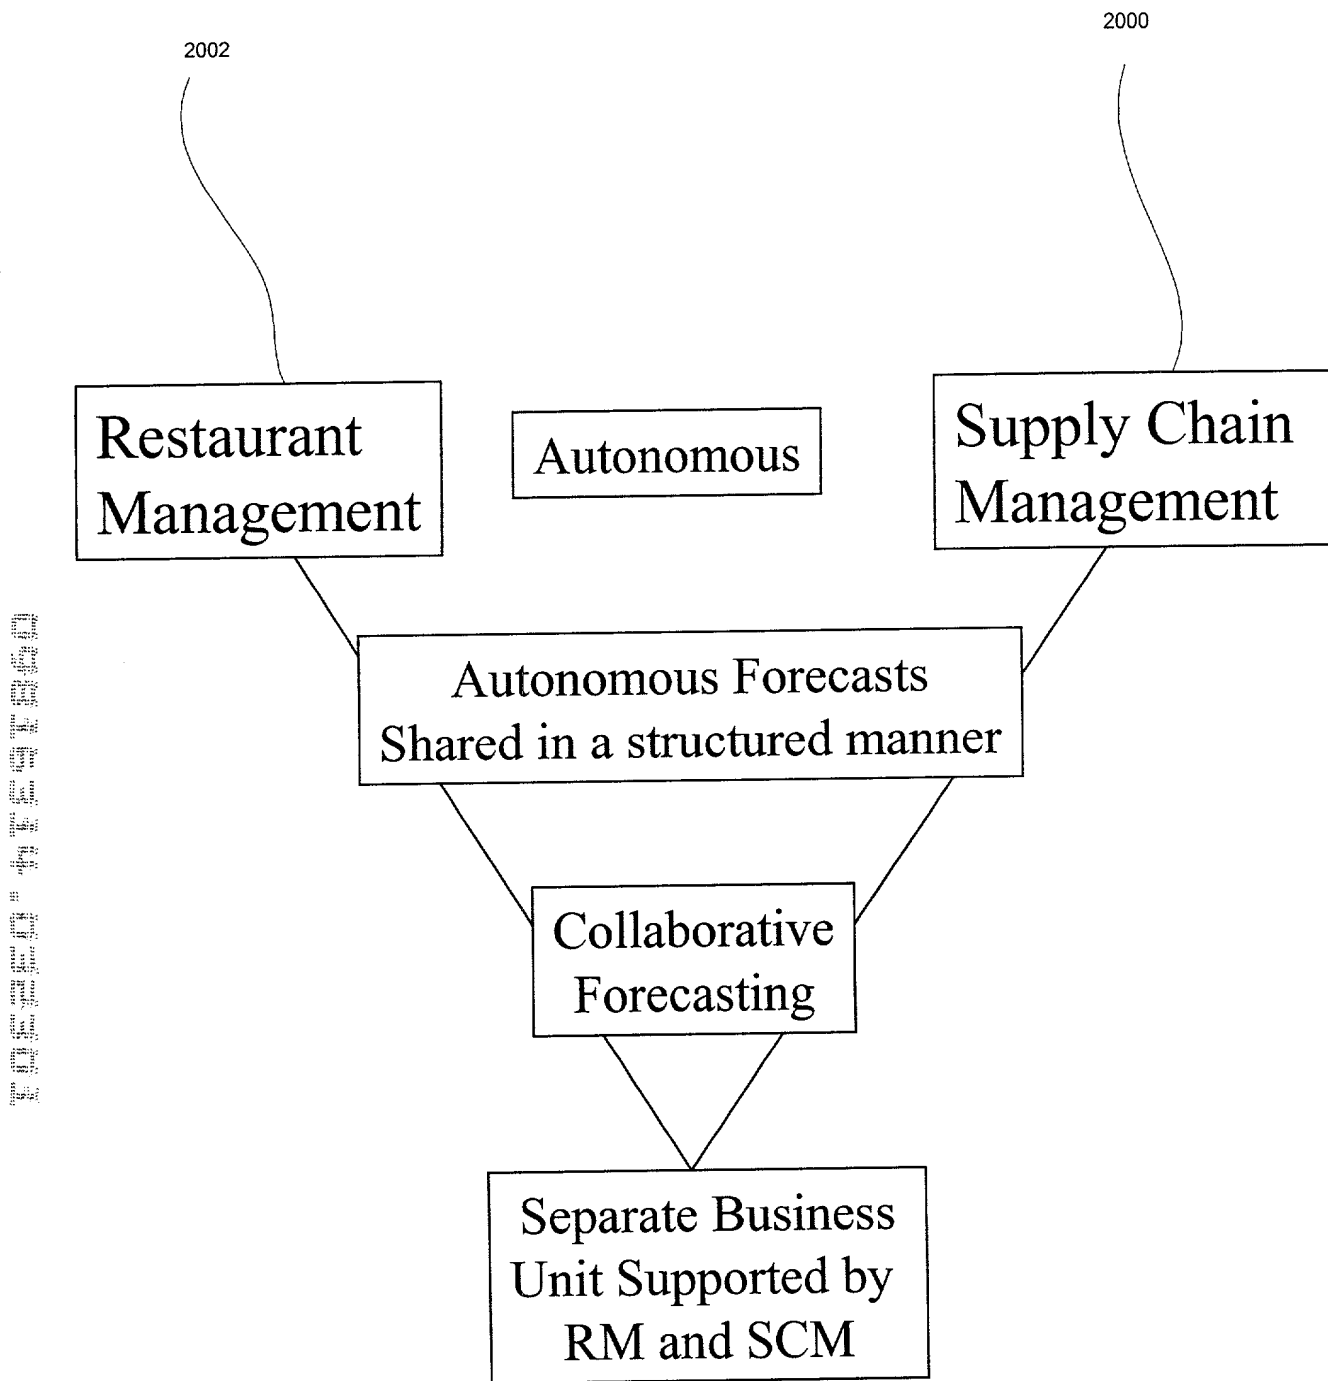 2002
2000
Restaurant
Management
Autonomous
Supply Chain
Management
Autonomous Forecasts
Shared in a structured manner
Collaborative
Forecasting
Separate Business
Unit Supported by
RM and SCM